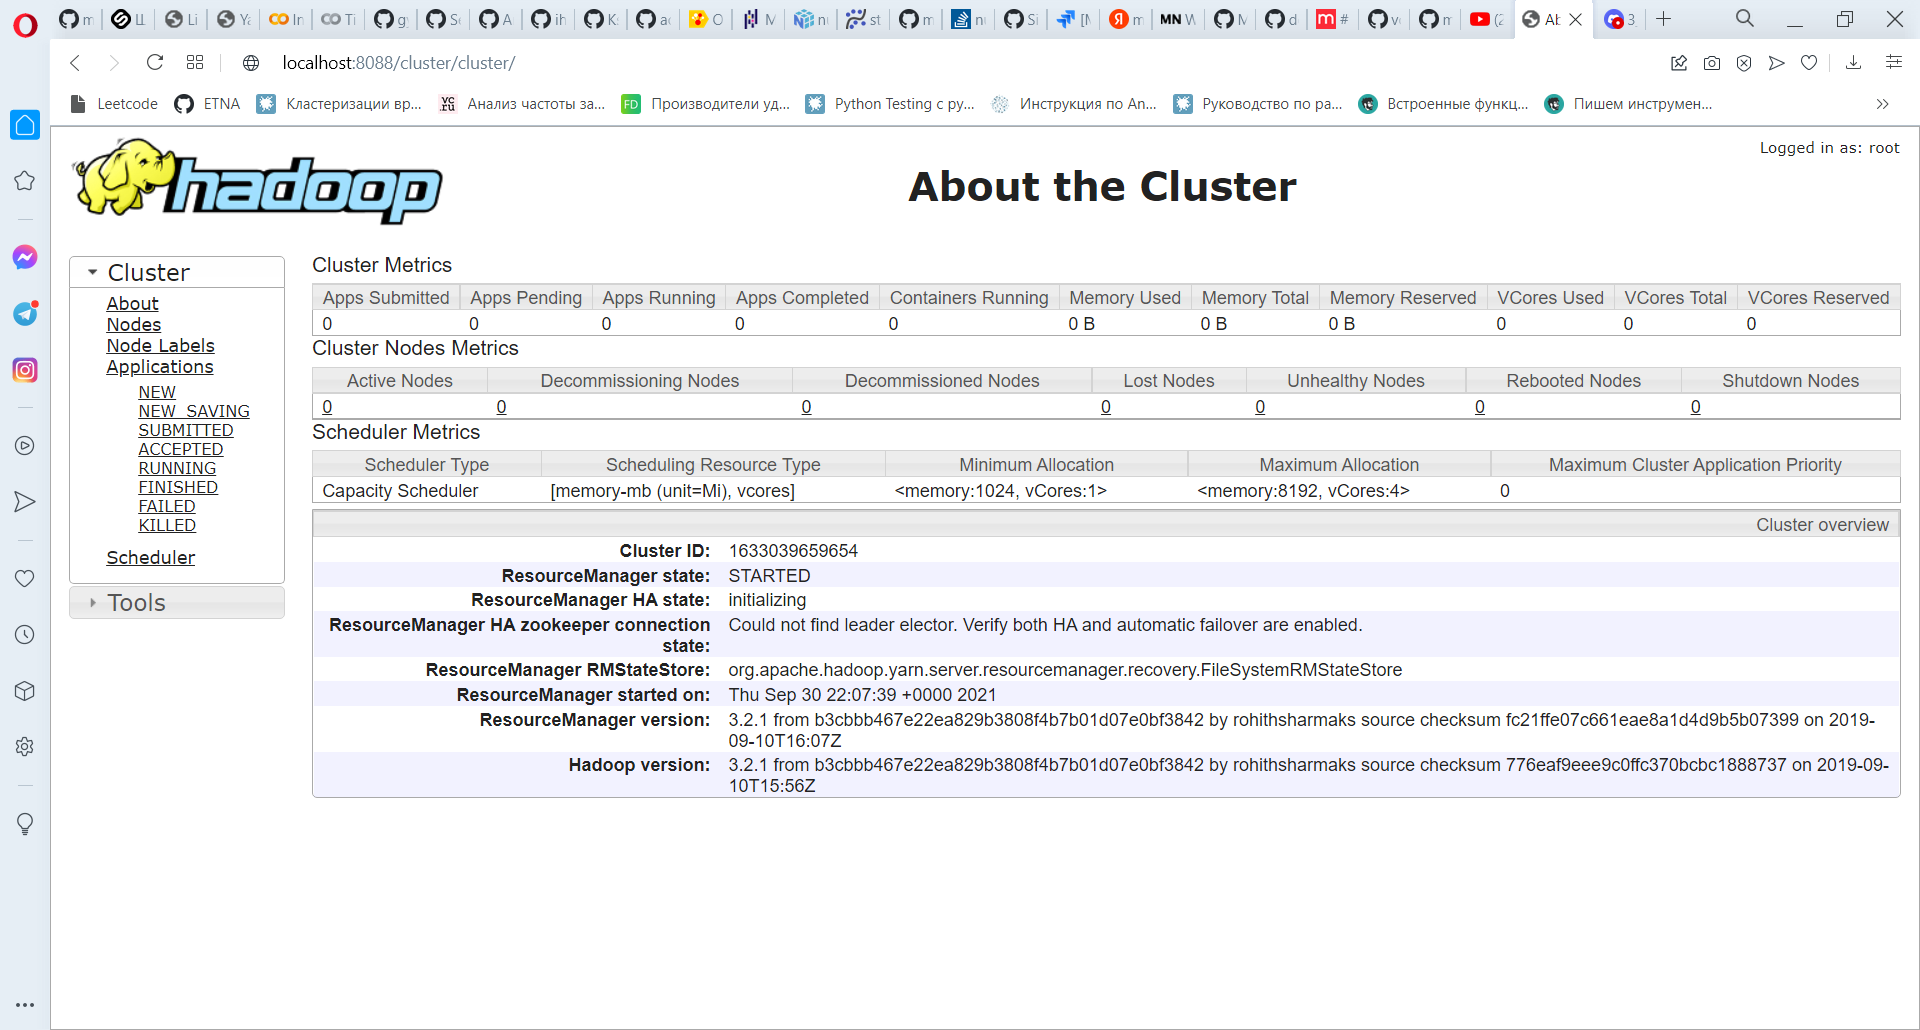 localhost:8088/cluster/cluster/
Leetcode
ETNA
Кластеризации вр...
Анализ частоты за...
Производители уд...
Python Testing с ру...
Инструкция по An...
Руководство по ра...
Встроенные функц...
Пишем инструмен...
hadoop
About the Cluster
Logged in as: root
Cluster
About
Nodes
Node Labels
Applications
NEW
NEW_SAVING
SUBMITTED
ACCEPTED
RUNNING
FINISHED
FAILED
KILLED
Scheduler
Tools
Cluster Metrics
Apps Submitted Apps Pending Apps Running Apps Completed Containers Running Memory Used Memory Total Memory Reserved VCores Used VCores Total VCores Reserved
0 0 0 0 0 0 B 0 B 0 B 0 0 0
Cluster Nodes Metrics
Active Nodes Decommissioning Nodes Decommissioned Nodes Lost Nodes Unhealthy Nodes Rebooted Nodes Shutdown Nodes
0 0 0 0 0 0 0
Scheduler Metrics
Scheduler Type Scheduling Resource Type Minimum Allocation Maximum Allocation Maximum Cluster Application Priority
Capacity Scheduler [memory-mb (unit=Mi), vcores] <memory:1024, vCores:1> <memory:8192, vCores:4> 0
Cluster overview
Cluster ID: 1633039659654
ResourceManager state: STARTED
ResourceManager HA state: initializing
ResourceManager HA zookeeper connection state: Could not find leader elector. Verify both HA and automatic failover are enabled.
ResourceManager RMStateStore: org.apache.hadoop.yarn.server.resourcemanager.recovery.FileSystemRMStateStore
ResourceManager started on: Thu Sep 30 22:07:39 +0000 2021
ResourceManager version: 3.2.1 from b3cbbb467e22ea829b3808f4b7b01d07e0bf3842 by rohithsharmaks source checksum fc21ffe07c661eae8a1d4d9b5b07399 on 2019-
09-10T16:07Z
Hadoop version: 3.2.1 from b3cbbb467e22ea829b3808f4b7b01d07e0bf3842 by rohithsharmaks source checksum 776eaf9eee9c0ffc370bcbc1888737 on 2019-09-
10T15:56Z